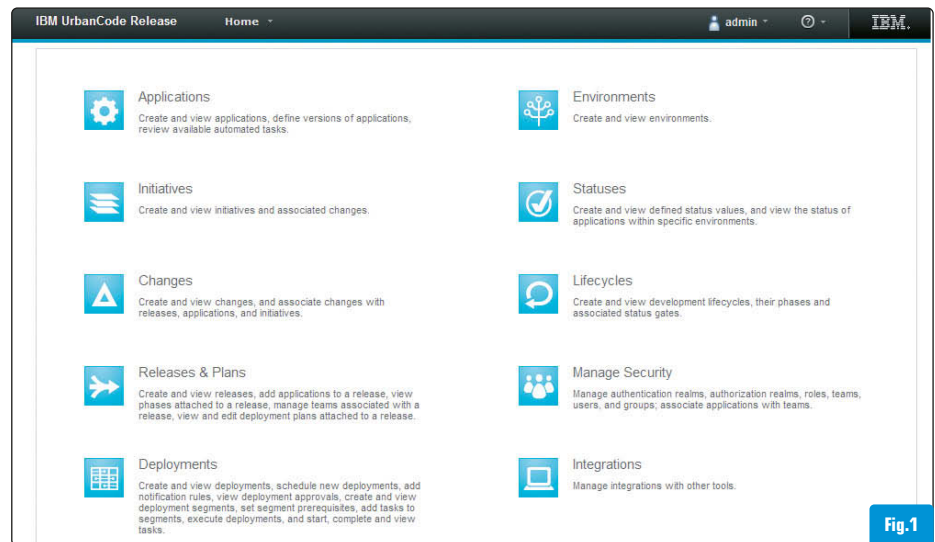 IBM UrbanCode Release
Home
admin
IBM.
Applications
Create and view applications, define versions of applications,
review available automated tasks.
Environments
Create and view environments.
Initiatives
Create and view initiatives and associated changes.
Statuses
Create and view defined status values, and view the status of
applications within specific environments.
Changes
Create and view changes, and associate changes with
releases, applications, and initiatives.
Lifecycles
Create and view development lifecycles, their phases and
associated status gates.
Releases & Plans
Create and view releases, add applications to a release, view
phases attached to a release, manage teams associated with a
release, view and edit deployment plans attached to a release.
Manage Security
Manage authentication realms, authorization realms, roles, teams,
users, and groups; associate applications with teams.
Deployments
Create and view deployments, schedule new deployments, add
notification rules, view deployment approvals, create and view
deployment segments, set segment prerequisites, add tasks to
segments, execute deployments, and start, complete and view
tasks.
Integrations
Manage integrations with other tools.
Fig.1